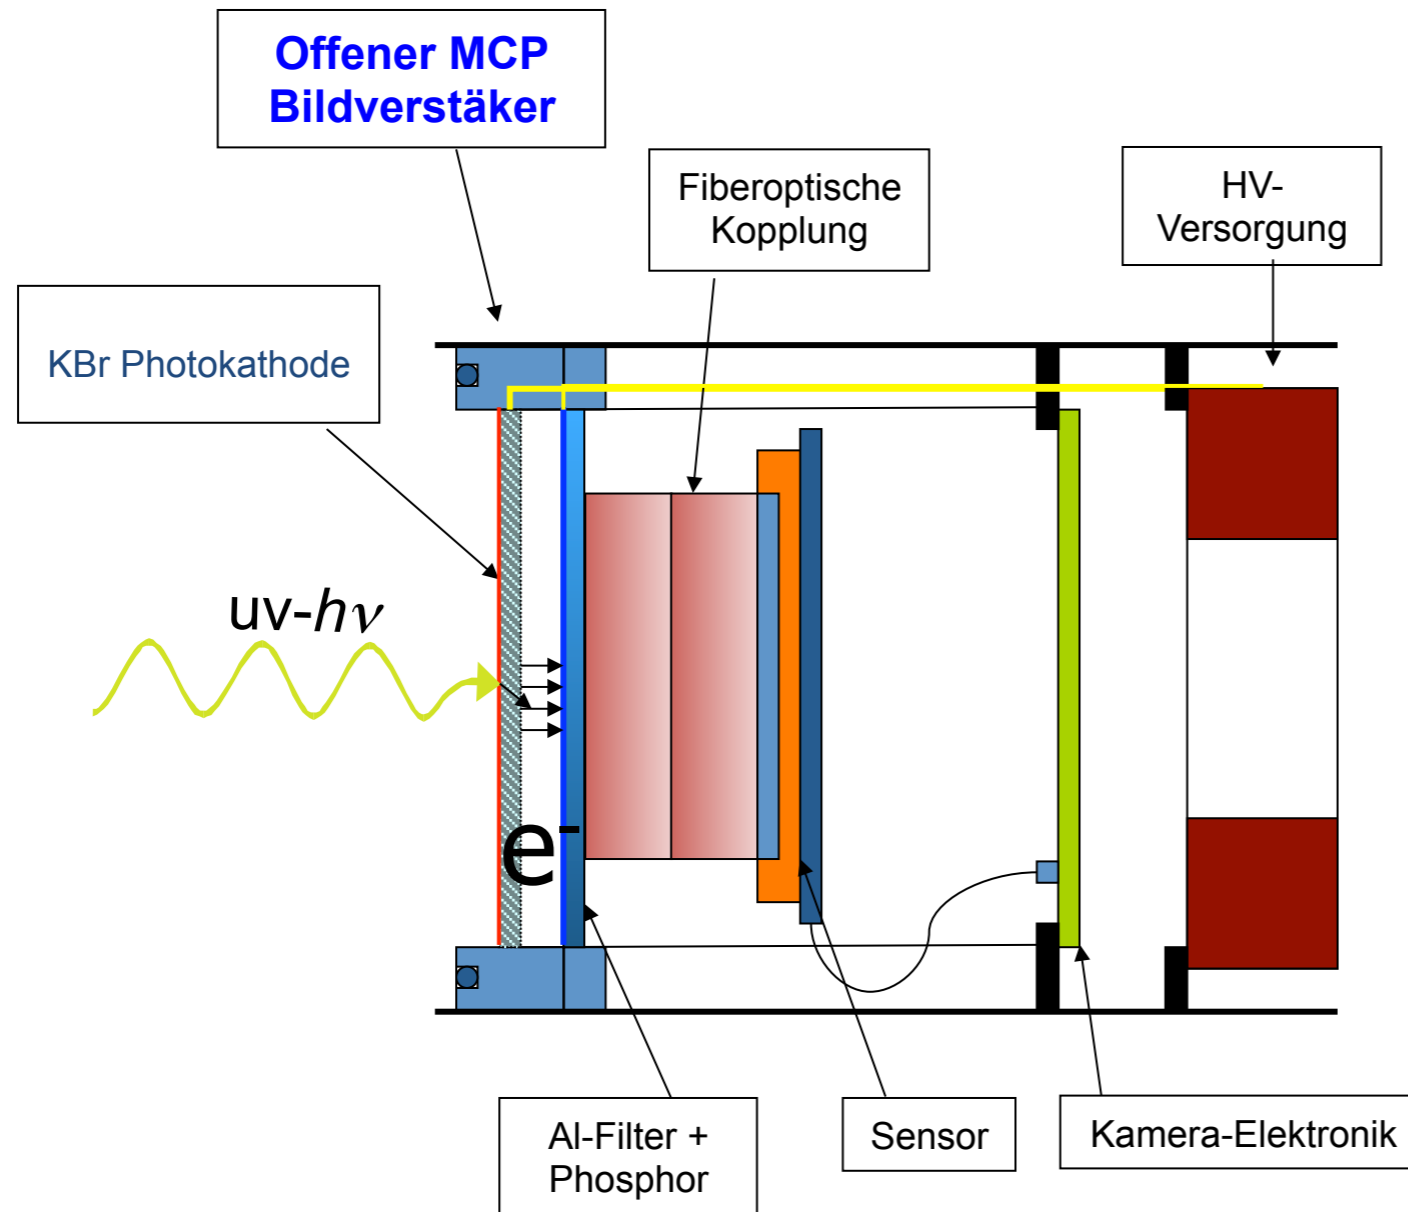 Offener MCP
Bildverstäker
Fiberoptische
Kopplung
HV-
Versorgung
KBr Photokathode
uv-hν
e-
Al-Filter +
Phosphor
Sensor
Kamera-Elektronik